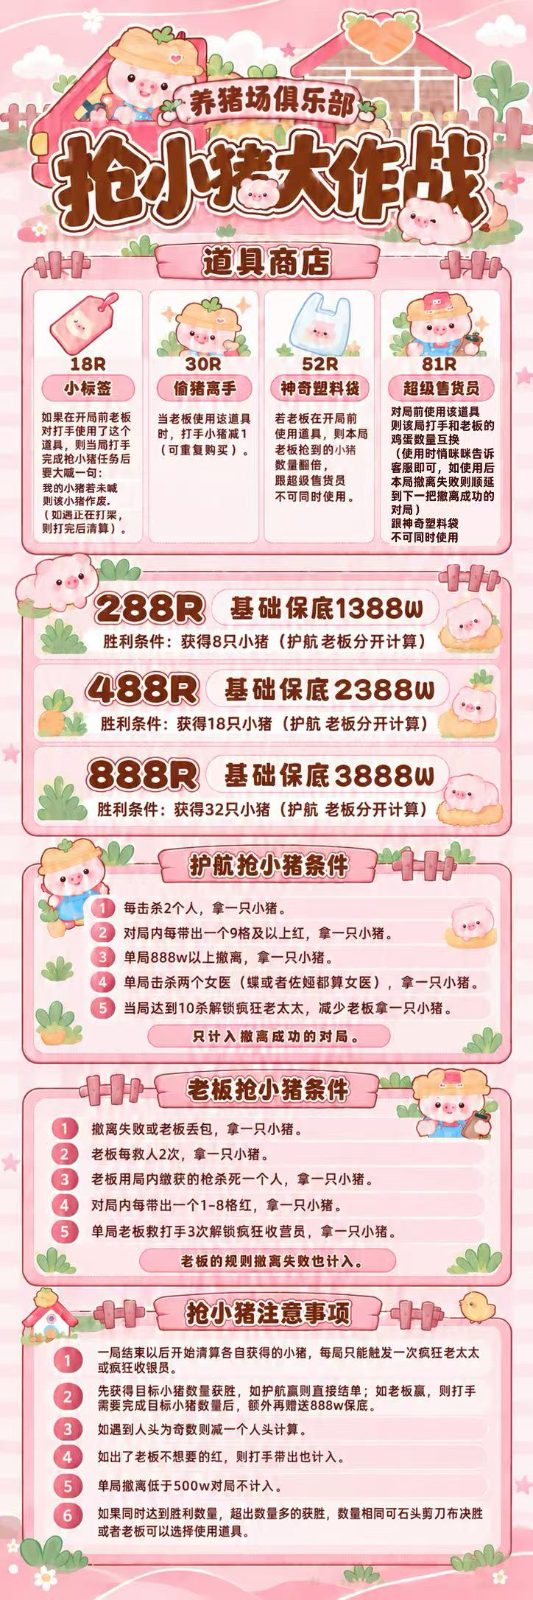 养猪场俱乐部
抢小猪大作战
道具商店
18R
小标签
如果在开局前老板
对打手使用了这个
道具，则当局打手
完成抢小猪任务后
要大喊一句：
我的小猪若未喊
则该小猪作废.
（如遇正在打架，
则打完后清算）。
30R
偷猪高手
当老板使用该道具
时，打手小猪减1
（可重复购买）。
52R
神奇塑料袋
若老板在开局前
使用道具，则本局
老板抢到的小猪
数量翻倍，
跟超级售货员
不可同时使用。
81R
超级售货员
对局前使用该道具
则该局打手和老板的
鸡蛋数量互换
（使用时悄咪咪告诉
客服即可，如使用后
本局撤离失败则顺延
到下一把撤离成功的
对局）
跟神奇塑料袋
不可同时使用
288R 基础保底1388W
胜利条件：获得8只小猪（护航 老板分开计算）
488R 基础保底2388W
胜利条件：获得18只小猪（护航 老板分开计算）
888R 基础保底3888W
胜利条件：获得32只小猪（护航 老板分开计算）
护航抢小猪条件
1 每击杀2个人，拿一只小猪。
2 对局内每带出一个9格及以上红，拿一只小猪。
3 单局888w以上撤离，拿一只小猪。
4 单局击杀两个女医（蝶或者佐娅都算女医），拿一只小猪。
5 当局达到10杀解锁疯狂老太太，减少老板拿一只小猪。
只计入撤离成功的对局。
老板抢小猪条件
1 撤离失败或老板丢包，拿一只小猪。
2 老板每救人2次，拿一只小猪。
3 老板用局内缴获的枪杀死一个人，拿一只小猪。
4 对局内每带出一个1-8格红，拿一只小猪。
5 单局老板救打手3次解锁疯狂收营员，拿一只小猪。
老板的规则撤离失败也计入。
抢小猪注意事项
1 一局结束以后开始清算各自获得的小猪，每局只能触发一次疯狂老太太
或疯狂收银员。
2 先获得目标小猪数量获胜，如护航赢则直接结单；如老板赢，则打手
需要完成目标小猪数量后，额外再赠送888w保底。
3 如遇到人头为奇数则减一个人头计算。
4 如出了老板不想要的红，则打手带出也计入。
5 单局撤离低于500w对局不计入。
6 如果同时达到胜利数量，超出数量多的获胜，数量相同可石头剪刀布决胜
或者老板可以选择使用道具。